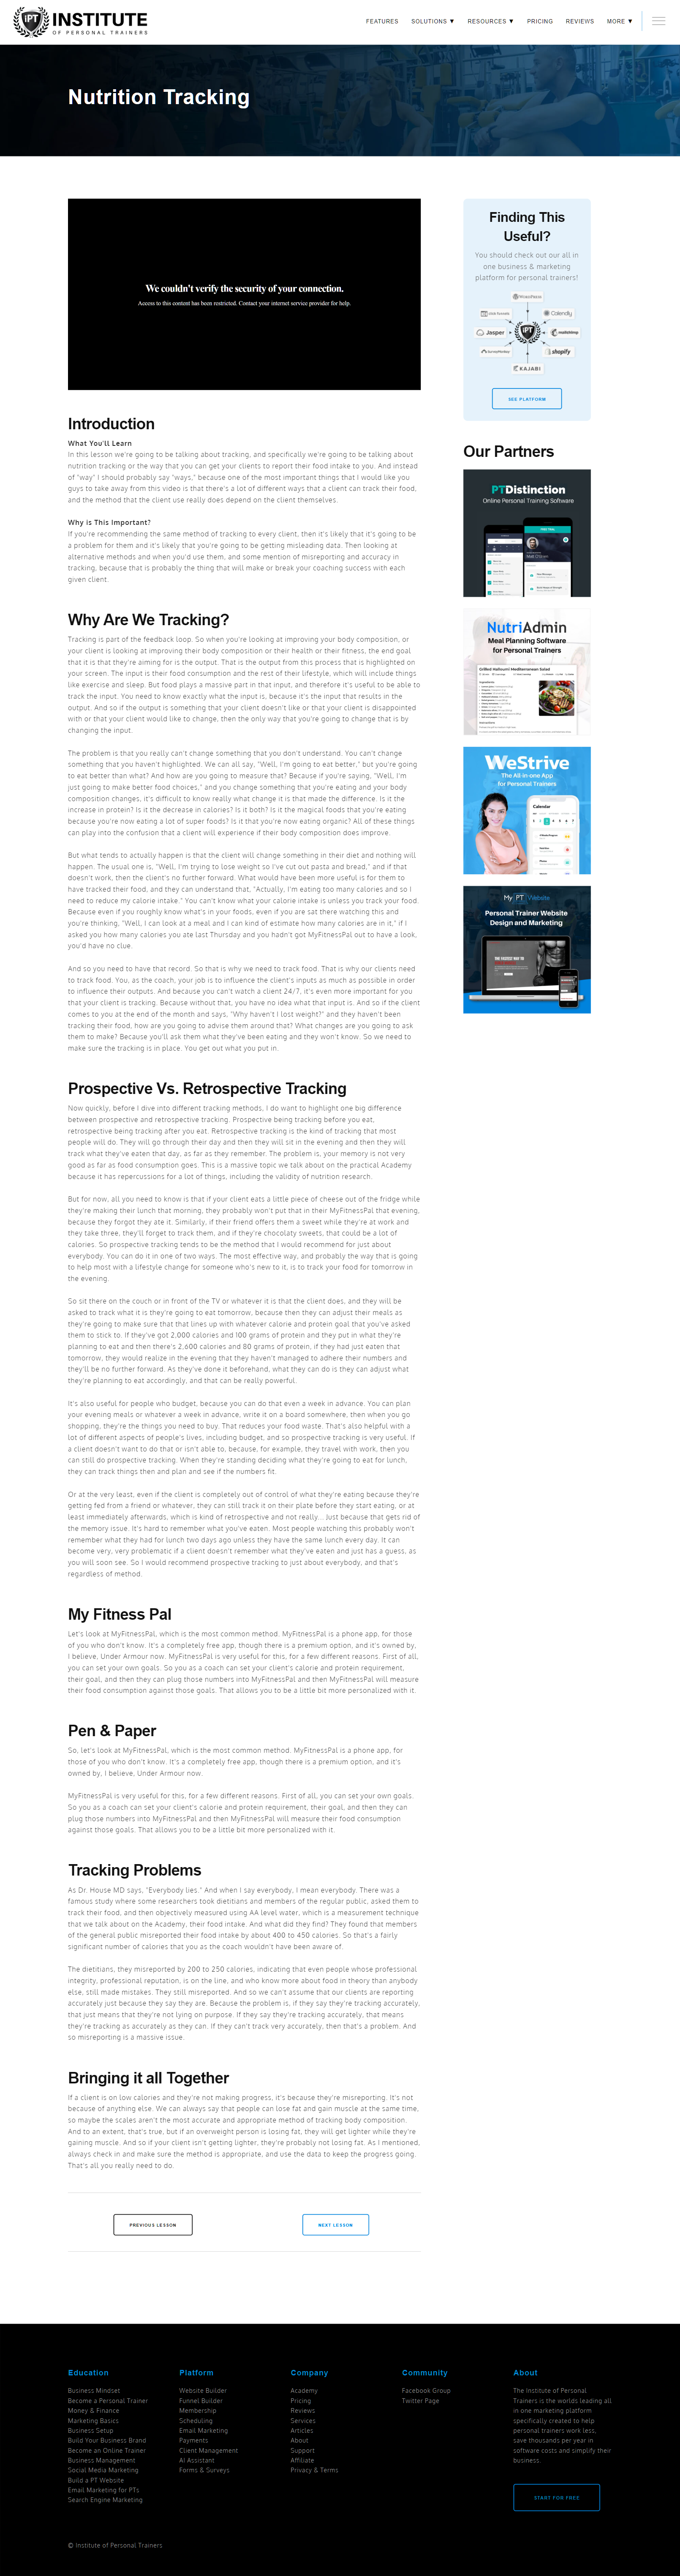 IPT INSTITUTE
OF PERSONAL TRAINERS
FEATURES SOLUTIONS ▼ RESOURCES ▼ PRICING REVIEWS MORE ▼
Nutrition Tracking
We couldn't verify the security of your connection.
Access to this content has been restricted. Contact your internet service provider for help.
Introduction
What You'll Learn
In this lesson we're going to be talking about tracking, and specifically we're going to be talking about
nutrition tracking or the way that you can get your clients to report their food intake to you. And instead
of "way" I should probably say "ways," because one of the most important things that I would like you
guys to take away from this video is that there's a lot of different ways that a client can track their food,
and the method that the client use really does depend on the client themselves.
Why is This Important?
If you're recommending the same method of tracking to every client, then it's likely that it's going to be
a problem for them and it's likely that you're going to be getting misleading data. Then looking at
alternative methods and when you'd use them, and some mention of misreporting and accuracy in
tracking, because that is probably the thing that will make or break your coaching success with each
given client.
Why Are We Tracking?
Tracking is part of the feedback loop. So when you're looking at improving your body composition, or
your client is looking at improving their body composition or their health or their fitness, the end goal
that it is that they're aiming for is the output. That is the output from this process that is highlighted on
your screen. The input is their food consumption and the rest of their lifestyle, which will include things
like exercise and sleep. But food plays a massive part in that input, and therefore it's useful to be able to
track the input. You need to know exactly what the input is, because it's the input that results in the
output. And so if the output is something that your client doesn't like or that your client is disappointed
with or that your client would like to change, then the only way that you're going to change that is by
changing the input.
The problem is that you really can't change something that you don't understand. You can't change
something that you haven't highlighted. We can all say, "Well, I'm going to eat better," but you're going
to eat better than what? And how are you going to measure that? Because if you're saying, "Well, I'm
just going to make better food choices," and you change something that you're eating and your body
composition changes, it's difficult to know really what change it is that made the difference. Is it the
increase in protein? Is it the decrease in calories? Is it both? Is it the magical foods that you're eating
because you're now eating a lot of super foods? Is it that you're now eating organic? All of these things
can play into the confusion that a client will experience if their body composition does improve.
But what tends to actually happen is that the client will change something in their diet and nothing will
happen. The usual one is, "Well, I'm trying to lose weight so I've cut out pasta and bread," and if that
doesn't work, then the client's no further forward. What would have been more useful is for them to
have tracked their food, and they can understand that, "Actually, I'm eating too many calories and so I
need to reduce my calorie intake." You can't know what your calorie intake is unless you track your food.
Because even if you roughly know what's in your foods, even if you are sat there watching this and
you're thinking, "Well, I can look at a meal and I can kind of estimate how many calories are in it," if I
asked you how many calories you ate last Thursday and you hadn't got MyFitnessPal out to have a look,
you'd have no clue.
And so you need to have that record. So that is why we need to track food. That is why our clients need
to track food. You, as the coach, your job is to influence the client's inputs as much as possible in order
to influence their outputs. And because you can't watch a client 24/7, it's even more important for you
that your client is tracking. Because without that, you have no idea what that input is. And so if the client
comes to you at the end of the month and says, "Why haven't I lost weight?" and they haven't been
tracking their food, how are you going to advise them around that? What changes are you going to ask
them to make? Because you'll ask them what they've been eating and they won't know. So we need to
make sure the tracking is in place. You get out what you put in.
Prospective Vs. Retrospective Tracking
Now quickly, before I dive into different tracking methods, I do want to highlight one big difference
between prospective and retrospective tracking. Prospective being tracking before you eat,
retrospective being tracking after you eat. Retrospective tracking is the kind of tracking that most
people will do. They will go through their day and then they will sit in the evening and then they will
track what they've eaten that day, as far as they remember. The problem is, your memory is not very
good as far as food consumption goes. This is a massive topic we talk about on the practical Academy
because it has repercussions for a lot of things, including the validity of nutrition research.
But for now, all you need to know is that if your client eats a little piece of cheese out of the fridge while
they're making their lunch that morning, they probably won't put that in their MyFitnessPal that evening,
because they forgot they ate it. Similarly, if their friend offers them a sweet while they're at work and
they take three, they'll forget to track them, and if they're chocolaty sweets, that could be a lot of
calories. So prospective tracking tends to be the method that I would recommend for just about
everybody. You can do it in one of two ways. The most effective way, and probably the way that is going
to help most with a lifestyle change for someone who's new to it, is to track your food for tomorrow in
the evening.
So sit there on the couch or in front of the TV or whatever it is that the client does, and they will be
asked to track what it is they're going to eat tomorrow, because then they can adjust their meals as
they're going to make sure that that lines up with whatever calorie and protein goal that you've asked
them to stick to. If they've got 2,000 calories and 100 grams of protein and they put in what they're
planning to eat and then there's 2,600 calories and 80 grams of protein, if they had just eaten that
tomorrow, they would realize in the evening that they haven't managed to adhere their numbers and
they'll be no further forward. As they've done it beforehand, what they can do is they can adjust what
they're planning to eat accordingly, and that can be really powerful.
It's also useful for people who budget, because you can do that even a week in advance. You can plan
your evening meals or whatever a week in advance, write it on a board somewhere, then when you go
shopping, they're the things you need to buy. That reduces your food waste. That's also helpful with a
lot of different aspects of people's lives, including budget, and so prospective tracking is very useful. If
a client doesn't want to do that or isn't able to, because, for example, they travel with work, then you
can still do prospective tracking. When they're standing deciding what they're going to eat for lunch,
they can track things then and plan and see if the numbers fit.
Or at the very least, even if the client is completely out of control of what they're eating because they're
getting fed from a friend or whatever, they can still track it on their plate before they start eating, or at
least immediately afterwards, which is kind of retrospective and not really... Just because that gets rid of
the memory issue. It's hard to remember what you've eaten. Most people watching this probably won't
remember what they had for lunch two days ago unless they have the same lunch every day. It can
become very, very problematic if a client doesn't remember what they've eaten and just has a guess, as
you will soon see. So I would recommend prospective tracking to just about everybody, and that's
regardless of method.
My Fitness Pal
Let's look at MyFitnessPal, which is the most common method. MyFitnessPal is a phone app, for those
of you who don't know. It's a completely free app, though there is a premium option, and it's owned by,
I believe, Under Armour now. MyFitnessPal is very useful for this, for a few different reasons. First of all,
you can set your own goals. So you as a coach can set your client's calorie and protein requirement,
their goal, and then they can plug those numbers into MyFitnessPal and then MyFitnessPal will measure
their food consumption against those goals. That allows you to be a little bit more personalized with it.
Pen & Paper
So, let's look at MyFitnessPal, which is the most common method. MyFitnessPal is a phone app, for
those of you who don't know. It's a completely free app, though there is a premium option, and it's
owned by, I believe, Under Armour now.
MyFitnessPal is very useful for this, for a few different reasons. First of all, you can set your own goals.
So you as a coach can set your client's calorie and protein requirement, their goal, and they can
plug those numbers into MyFitnessPal and then MyFitnessPal will measure their food consumption
against those goals. That allows you to be a little bit more personalized with it.
Tracking Problems
As Dr. House MD says, "Everybody lies." And when I say everybody, I mean everybody. There was a
famous study where some researchers took dietitians and members of the regular public, asked them to
track their food, and then objectively measured using AA level water, which is a measurement technique
that we talk about on the Academy, their food intake. And what did they find? They found that members
of the general public misreported their food intake by about 400 to 450 calories. So that's a fairly
significant number of calories that you as the coach wouldn't have been aware of.
The dietitians, they misreported by 200 to 250 calories, indicating that even people whose professional
integrity, professional reputation, is on the line, and who know more about food in theory than anybody
else, still made mistakes. They still misreported. And so we can't assume that our clients are reporting
accurately just because they say they are. Because the problem is, if they say they're tracking accurately,
that just means that they're not lying on purpose. If they say they're tracking accurately, that means
they're tracking as accurately as they can. If they can't track very accurately, then that's a problem. And
so misreporting is a massive issue.
Bringing it all Together
If a client is on low calories and they're not making progress, it's because they're misreporting. It's not
because of anything else. We can always say that people can lose fat and gain muscle at the same time,
so maybe the scales aren't the most accurate and appropriate method of tracking body composition.
And to an extent, that's true, but if an overweight person is losing fat, they will get lighter while they're
gaining muscle. And so if your client isn't getting lighter, they're probably not losing fat. As I mentioned,
always check in and make sure the method is appropriate, and use the data to keep the progress going.
That's all you really need to do.
PREVIOUS LESSON NEXT LESSON
Finding This
Useful?
You should check out our all in
one business & marketing
platform for personal trainers!
Calendly
Jasper IPT mailchimp
SurveyMonkey shopify
KAJABI
SEE PLATFORM
Our Partners
PTDistinction
Online Personal Training Software
NutriAdmin
Meal Planning Software
for Personal Trainers
Grilled Halloumi Mediterranean Salad
WeStrive
The All-in-one App
for Personal Trainers
Calendar
My PT Website
Personal Trainer Website
Design and Marketing
Education
Business Mindset
Become a Personal Trainer
Money & Finance
Marketing Basics
Business Setup
Build Your Business Brand
Become an Online Trainer
Business Management
Social Media Marketing
Build a PT Website
Email Marketing for PTs
Search Engine Marketing
Platform
Website Builder
Funnel Builder
Membership
Scheduling
Email Marketing
Payments
Client Management
AI Assistant
Forms & Surveys
Company
Academy
Pricing
Reviews
Services
Articles
About
Support
Affiliate
Privacy & Terms
Community
Facebook Group
Twitter Page
About
The Institute of Personal
Trainers is the worlds leading all
in one marketing platform
specifically created to help
personal trainers work less,
save thousands per year in
software costs and simplify their
business.
START FOR FREE
© Institute of Personal Trainers